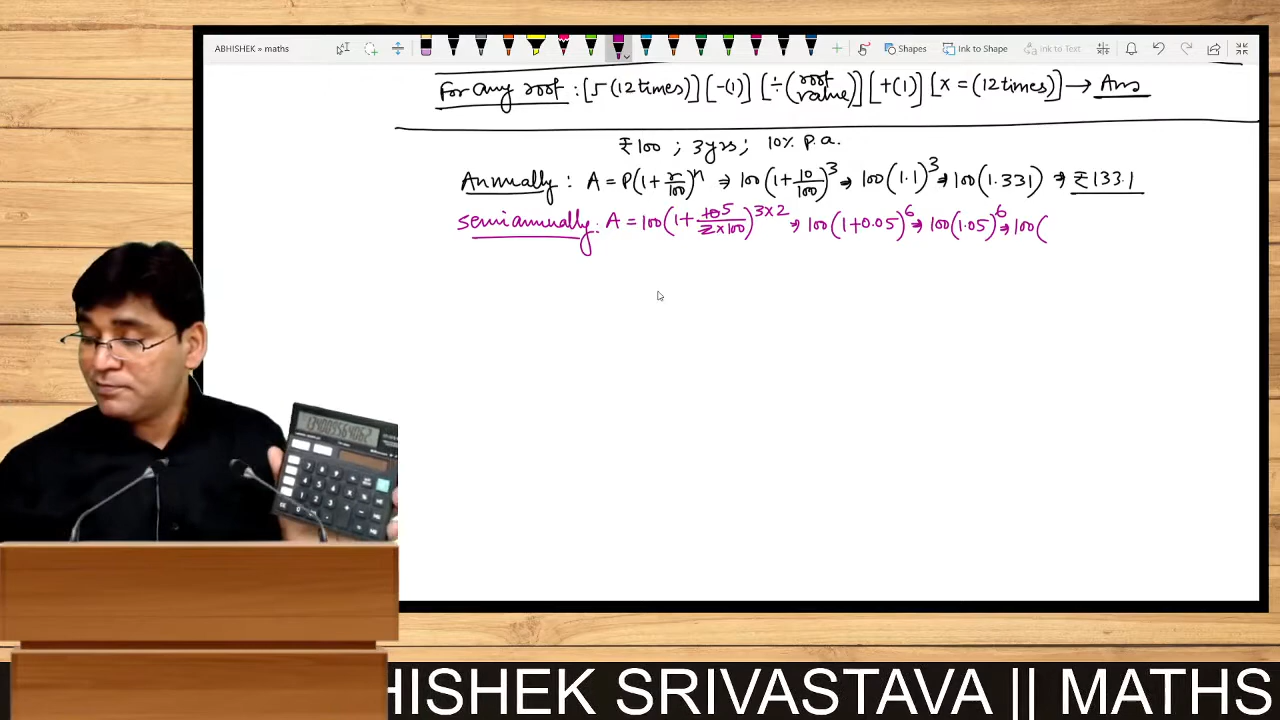 ABHISHEK » maths
Shapes
Ink to Shape
Ink to Text
For any root : [√ (12 times)] [-(1)] [÷ (root value)] [+(1)] [x = (12 times)] → Ans
₹100 ; 3yrs; 10% p.a.
Annually : A = P(1+r/100)^n → 100(1+10/100)^3 → 100(1.1)^3 → 100(1.331) → ₹133.1
Semiannually : A = 100(1+10 5/2×100)^3×2 → 100(1+0.05)^6 → 100(1.05)^6 → 100(
HISHEK SRIVASTAVA || MATHS